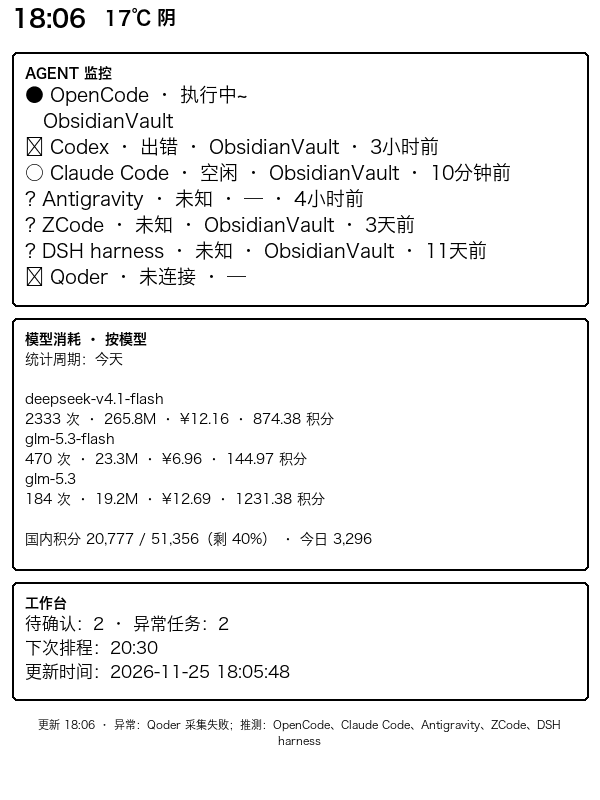 18:06 17℃ 阴
AGENT 监控
● OpenCode · 执行中~
ObsidianVault
☒ Codex · 出错 · ObsidianVault · 3小时前
○ Claude Code · 空闲 · ObsidianVault · 10分钟前
? Antigravity · 未知 · — · 4小时前
? ZCode · 未知 · ObsidianVault · 3天前
? DSH harness · 未知 · ObsidianVault · 11天前
☒ Qoder · 未连接 · —
模型消耗 · 按模型
统计周期：今天
deepseek-v4.1-flash
2333 次 · 265.8M · ¥12.16 · 874.38 积分
glm-5.3-flash
470 次 · 23.3M · ¥6.96 · 144.97 积分
glm-5.3
184 次 · 19.2M · ¥12.69 · 1231.38 积分
国内积分 20,777 / 51,356（剩 40%） · 今日 3,296
工作台
待确认：2 · 异常任务：2
下次排程：20:30
更新时间：2026-11-25 18:05:48
更新 18:06 · 异常：Qoder 采集失败；推测：OpenCode、Claude Code、Antigravity、ZCode、DSH
harness